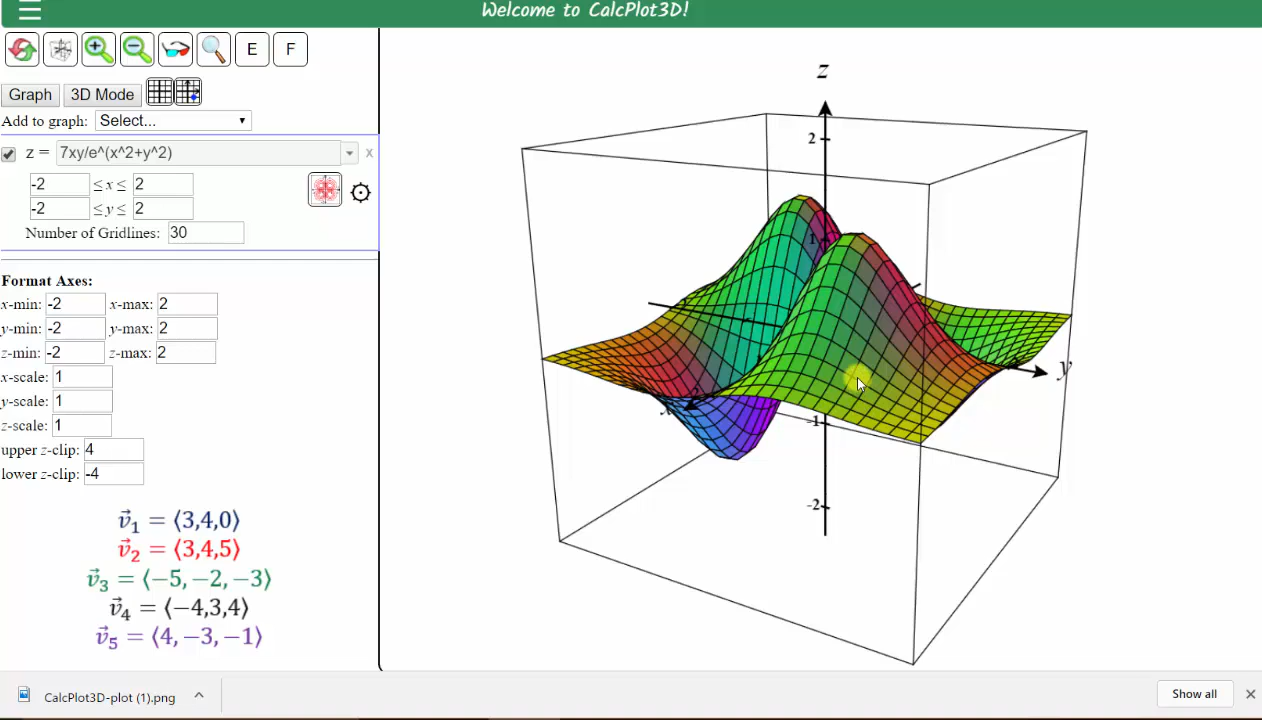 Welcome to CalcPlot3D!
E F
Graph 3D Mode
Add to graph: Select...
z = 7xy/e^(x^2+y^2) x
-2 ≤ x ≤ 2
-2 ≤ y ≤ 2
Number of Gridlines: 30
Format Axes:
x-min: -2 x-max: 2
y-min: -2 y-max: 2
z-min: -2 z-max: 2
x-scale: 1
y-scale: 1
z-scale: 1
upper z-clip: 4
lower z-clip: -4
v⃗₁ = ⟨3,4,0⟩
v⃗₂ = ⟨3,4,5⟩
v⃗₃ = ⟨−5, −2, −3⟩
v⃗₄ = ⟨−4,3,4⟩
v⃗₅ = ⟨4, −3, −1⟩
z
2
1
y
x
-1
-2
CalcPlot3D-plot (1).png
Show all